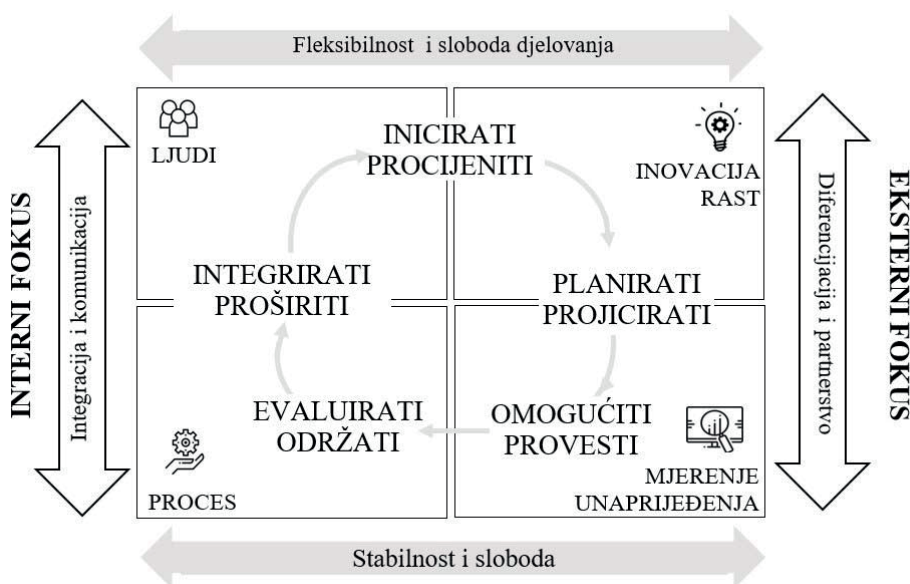 Fleksibilnost i sloboda djelovanja
INTERNI FOKUS
Integracija i komunikacija
LJUDI
INICIRATI
PROCIJENITI
INOVACIJA
RAST
INTEGRIRATI
PROŠIRITI
PLANIRATI
PROJICIRATI
EVALUIRATI
ODRŽATI
OMOGUĆITI
PROVESTI
PROCES
MJERENJE
UNAPRIJEĐENJA
Diferencijacija i partnerstvo
EKSTERNI FOKUS
Stabilnost i sloboda